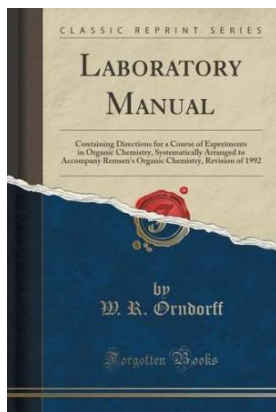 CLASSIC REPRINT SERIES
LABORATORY
MANUAL
Containing Directions for a Course of Experiments
in Organic Chemistry, Systematically Arranged to
Accompany Remsen's Organic Chemistry, Revision of 1992
by
W. R. Orndorff
Forgotten Books